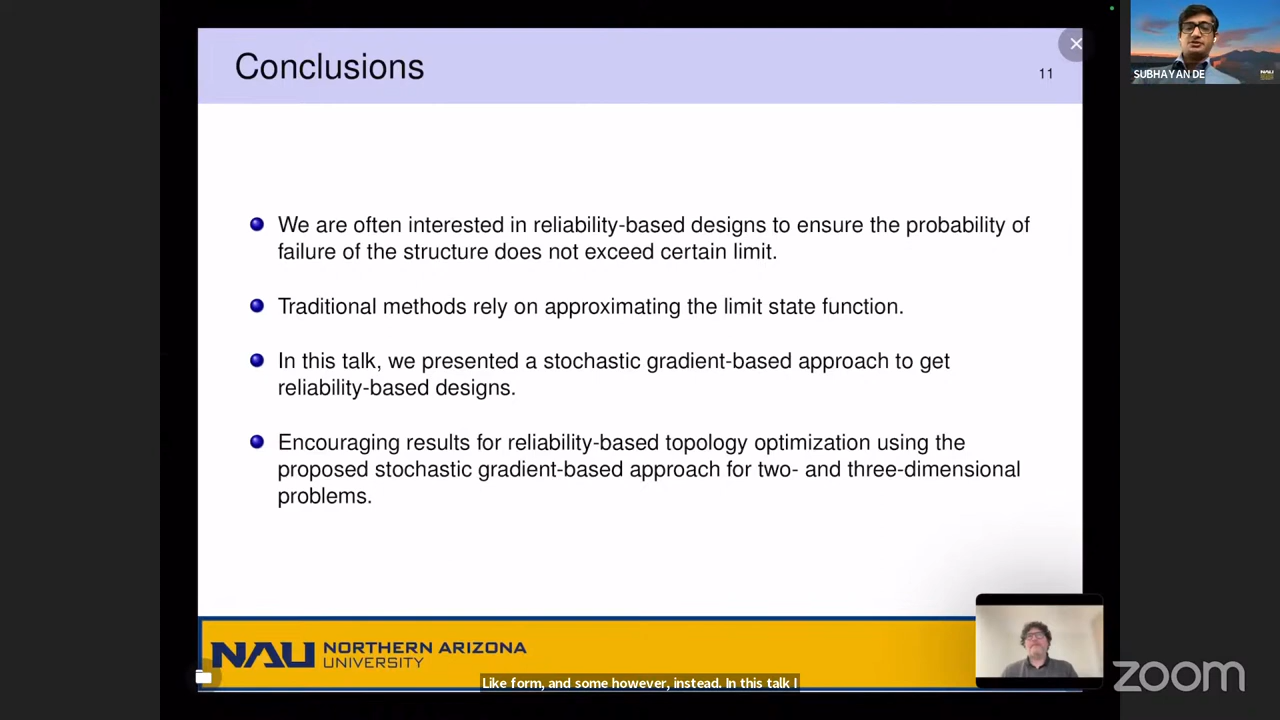 Conclusions
11
SUBHAYAN DE
NAU
We are often interested in reliability-based designs to ensure the probability of
failure of the structure does not exceed certain limit.
Traditional methods rely on approximating the limit state function.
In this talk, we presented a stochastic gradient-based approach to get
reliability-based designs.
Encouraging results for reliability-based topology optimization using the
proposed stochastic gradient-based approach for two- and three-dimensional
problems.
NAU NORTHERN ARIZONA
UNIVERSITY
Like form, and some however, instead. In this talk I
zoom